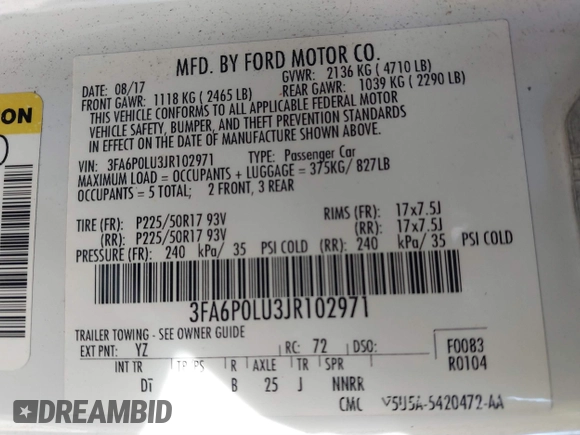 ON
MFD. BY FORD MOTOR CO.
DATE: 08/17 GVWR: 2136 KG ( 4710 LB)
FRONT GAWR: 1118 KG ( 2465 LB) REAR GAWR: 1039 KG ( 2290 LB)
THIS VEHICLE CONFORMS TO ALL APPLICABLE FEDERAL MOTOR
VEHICLE SAFETY, BUMPER, AND THEFT PREVENTION STANDARDS
IN EFFECT ON THE DATE OF MANUFACTURE SHOWN ABOVE.
VIN: 3FA6P0LU3JR102971 TYPE: Passenger Car
MAXIMUM LOAD = OCCUPANTS + LUGGAGE = 375KG/ 827LB
OCCUPANTS = 5 TOTAL; 2 FRONT, 3 REAR
TIRE (FR): P225/50R17 93V RIMS (FR): 17x7.5J
(RR): P225/50R17 93V (RR): 17x7.5J
PRESSURE (FR): 240 kPa/ 35 PSI COLD (RR): 240 kPa/ 35 PSI COLD
3FA6P0LU3JR102971
TRAILER TOWING - SEE OWNER GUIDE
EXT PNT: YZ RC: 72 DSO: F0083
INT TR TP/PS R AXLE TR SPR R0104
DT B 25 J NNRR
CMC V5U5A-5420472-AA
DREAMBID